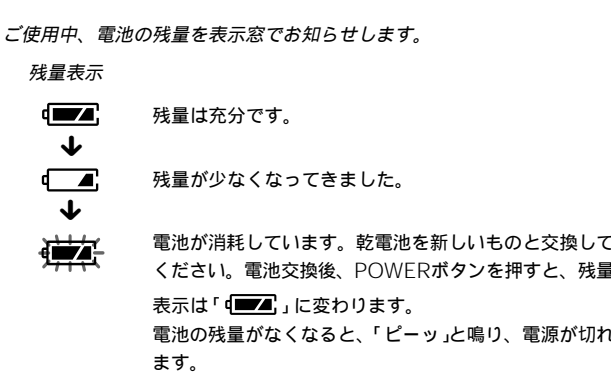 ご使用中、電池の残量を表示窓でお知らせします。
残量表示
残量は充分です。
残量が少なくなってきました。
電池が消耗しています。乾電池を新しいものと交換して
ください。電池交換後、POWERボタンを押すと、残量
表示は「 」に変わります。
電池の残量がなくなると、「ピーッ」と鳴り、電源が切れ
ます。